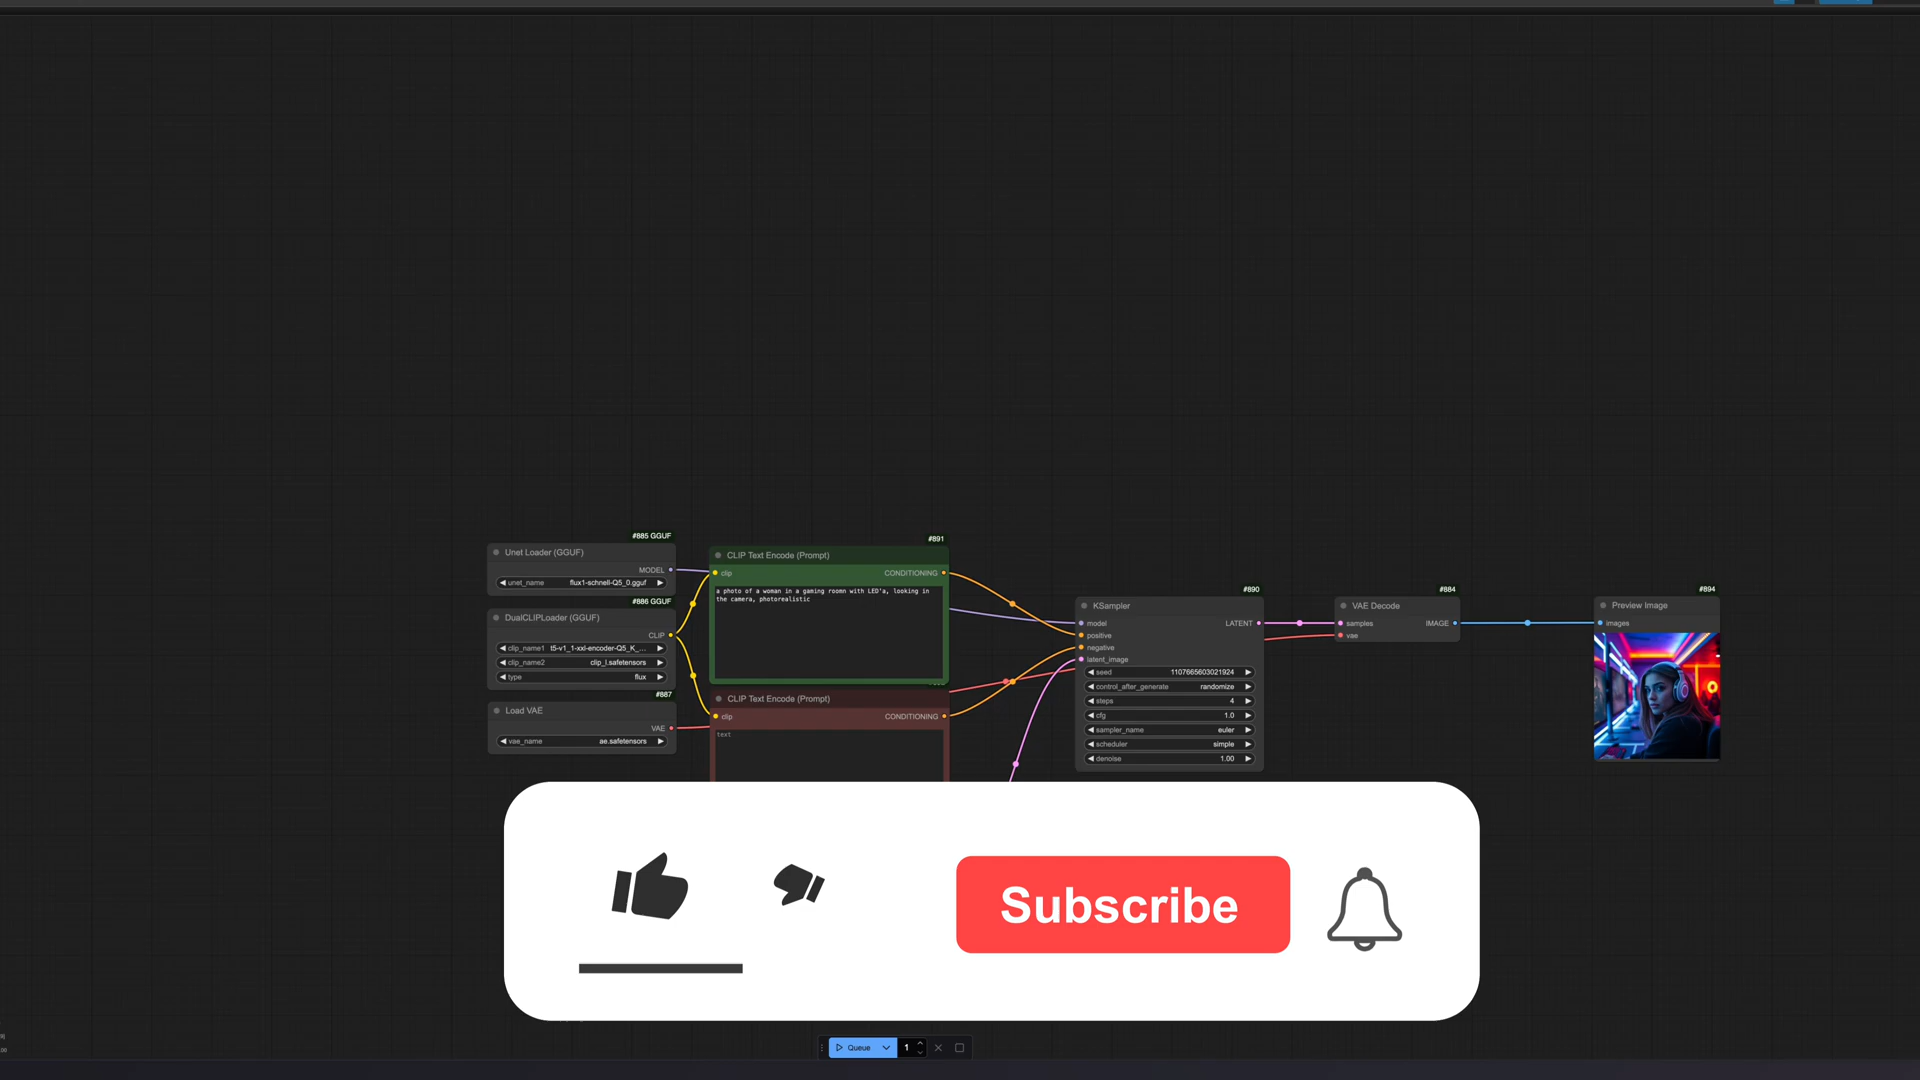 #885 GGUF
Unet Loader (GGUF)
MODEL
unet_name flux1-schnell-Q5_0.gguf
#886 GGUF
DualCLIPLoader (GGUF)
CLIP
clip_name1 t5-v1_1-xxl-encoder-Q5_K_...
clip_name2 clip_l.safetensors
type flux
#887
Load VAE
VAE
vae_name ae.safetensors
#891
CLIP Text Encode (Prompt)
clip CONDITIONING
a photo of a woman in a gaming roomn with LED'a, looking in
the camera, photorealistic
CLIP Text Encode (Prompt)
clip CONDITIONING
text
#890
KSampler
model LATENT
positive
negative
latent_image
seed 1107665603021924
control_after_generate randomize
steps 4
cfg 1.0
sampler_name euler
scheduler simple
denoise 1.00
#884
VAE Decode
samples IMAGE
vae
#894
Preview Image
images
Subscribe
Queue 1